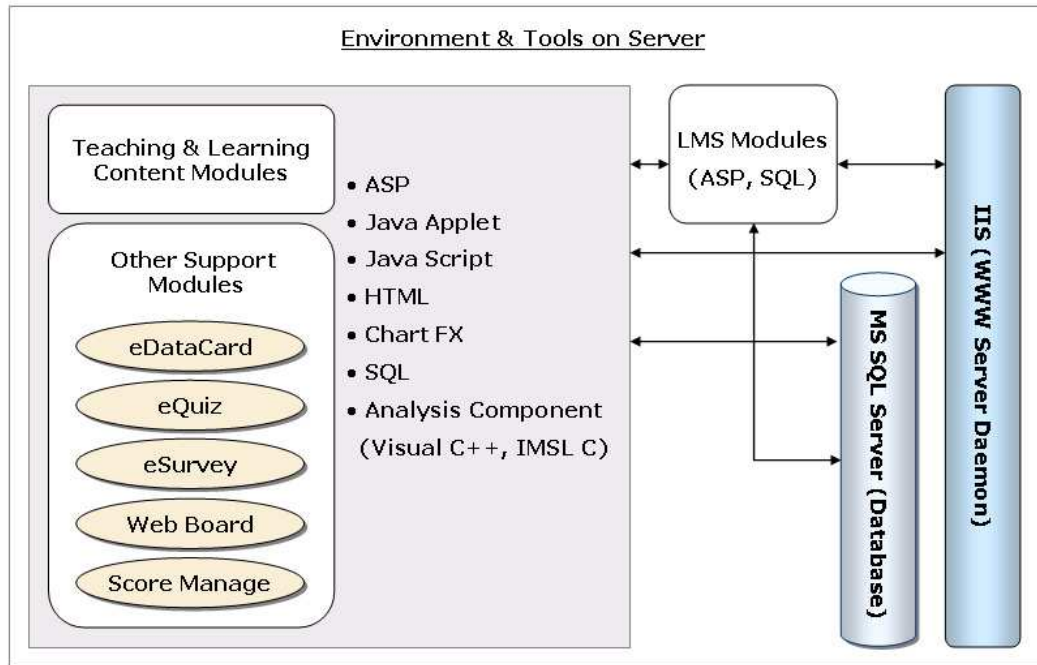 Environment & Tools on Server
Teaching & Learning
Content Modules
Other Support
Modules
eDataCard
eQuiz
eSurvey
Web Board
Score Manage
• ASP
• Java Applet
• Java Script
• HTML
• Chart FX
• SQL
• Analysis Component
(Visual C++, IMSL C)
LMS Modules
(ASP, SQL)
MS SQL Server (Database)
IIS (WWW Server Daemon)